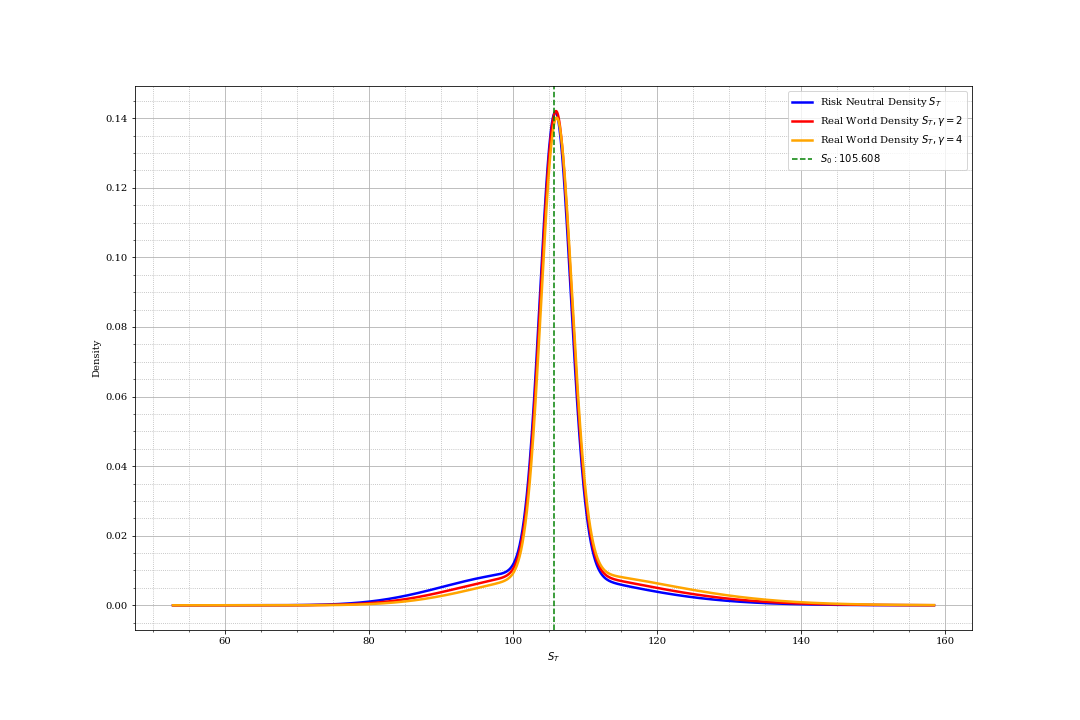 0.14
0.12
0.10
0.08
0.06
0.04
0.02
0.00
Density
60
80
100
120
140
160
S_T
Risk Neutral Density S_T
Real World Density S_T, γ = 2
Real World Density S_T, γ = 4
S_0 : 105.608